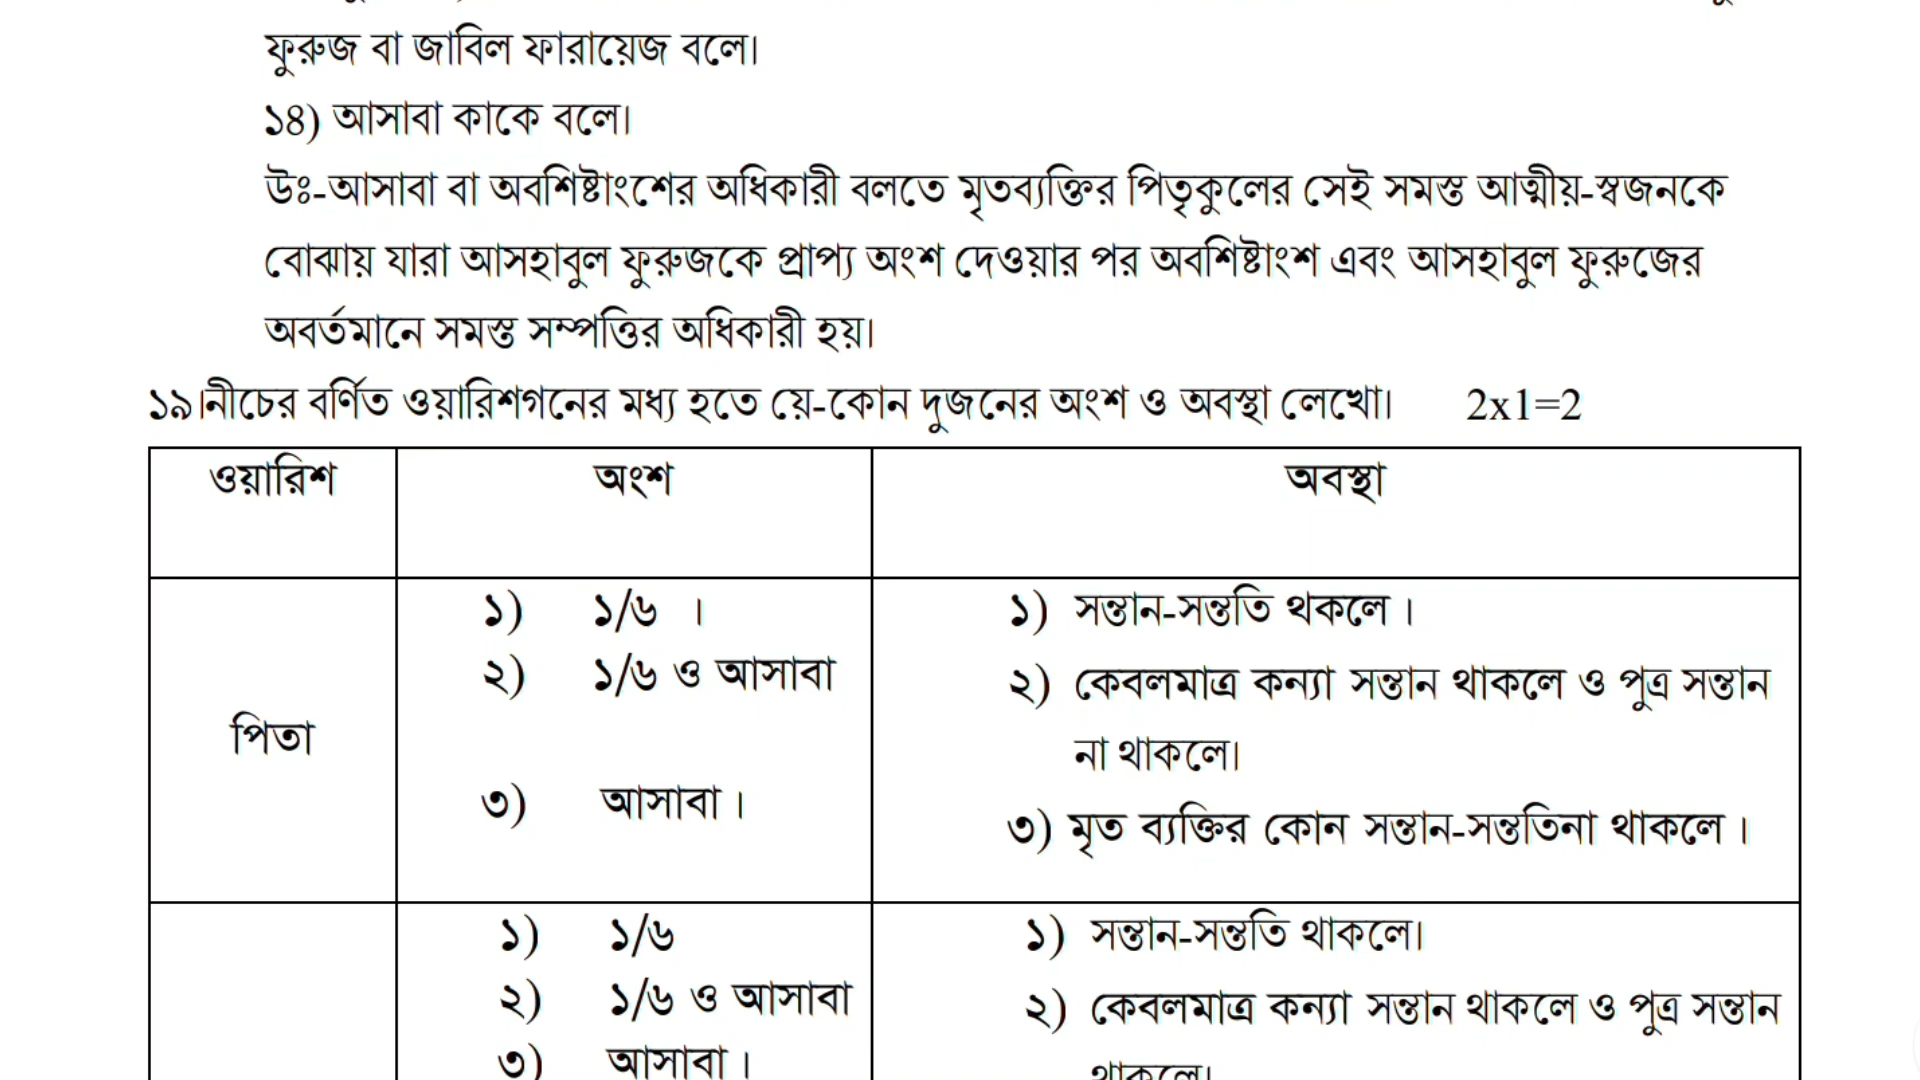 ফুরুজ বা জাবিল ফারায়েজ বলে।
১8) আসাবা কাকে বলে।
উঃ-আসাবা বা অবশিষ্টাংশের অধিকারী বলতে মৃতব্যক্তির পিতৃকুলের সেই সমস্ত আত্মীয়-স্বজনকে
বোঝায় যারা আসহাবুল ফুরুজকে প্রাপ্য অংশ দেওয়ার পর অবশিষ্টাংশ এবং আসহাবুল ফুরুজের
অবর্তমানে সমস্ত সম্পত্তির অধিকারী হয়।
১৯।নীচের বর্ণিত ওয়ারিশগনের মধ্য হতে য়ে-কোন দুজনের অংশ ও অবস্থা লেখো। 2x1=2
ওয়ারিশ অংশ অবস্থা
পিতা
১) ১/৬ ।
২) ১/৬ ও আসাবা
৩) আসাবা ।
১) সন্তান-সন্ততি থকলে ।
২) কেবলমাত্র কন্যা সন্তান থাকলে ও পুত্র সন্তান
না থাকলে।
৩) মৃত ব্যক্তির কোন সন্তান-সন্ততিনা থাকলে ।
১) ১/৬
২) ১/৬ ও আসাবা
৩) আসাবা ।
১) সন্তান-সন্ততি থাকলে।
২) কেবলমাত্র কন্যা সন্তান থাকলে ও পুত্র সন্তান
থাকলে।